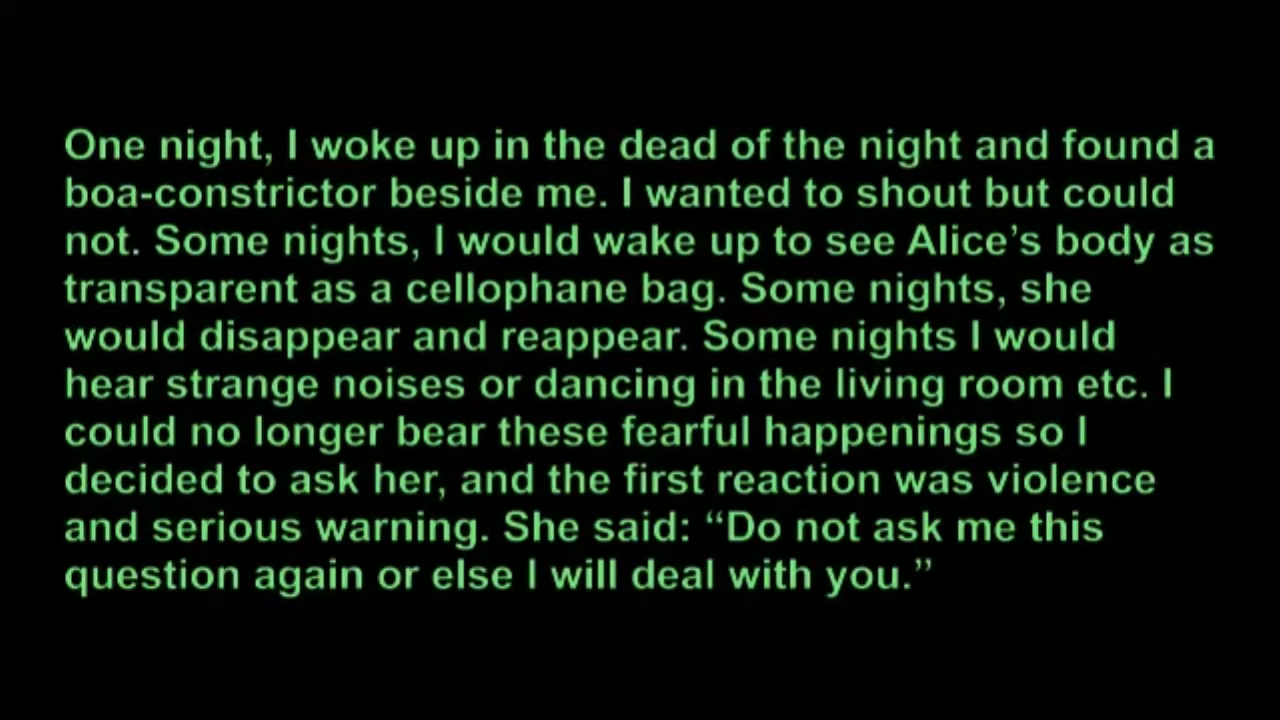 One night, I woke up in the dead of the night and found a
boa-constrictor beside me. I wanted to shout but could
not. Some nights, I would wake up to see Alice’s body as
transparent as a cellophane bag. Some nights, she
would disappear and reappear. Some nights I would
hear strange noises or dancing in the living room etc. I
could no longer bear these fearful happenings so I
decided to ask her, and the first reaction was violence
and serious warning. She said: “Do not ask me this
question again or else I will deal with you.”